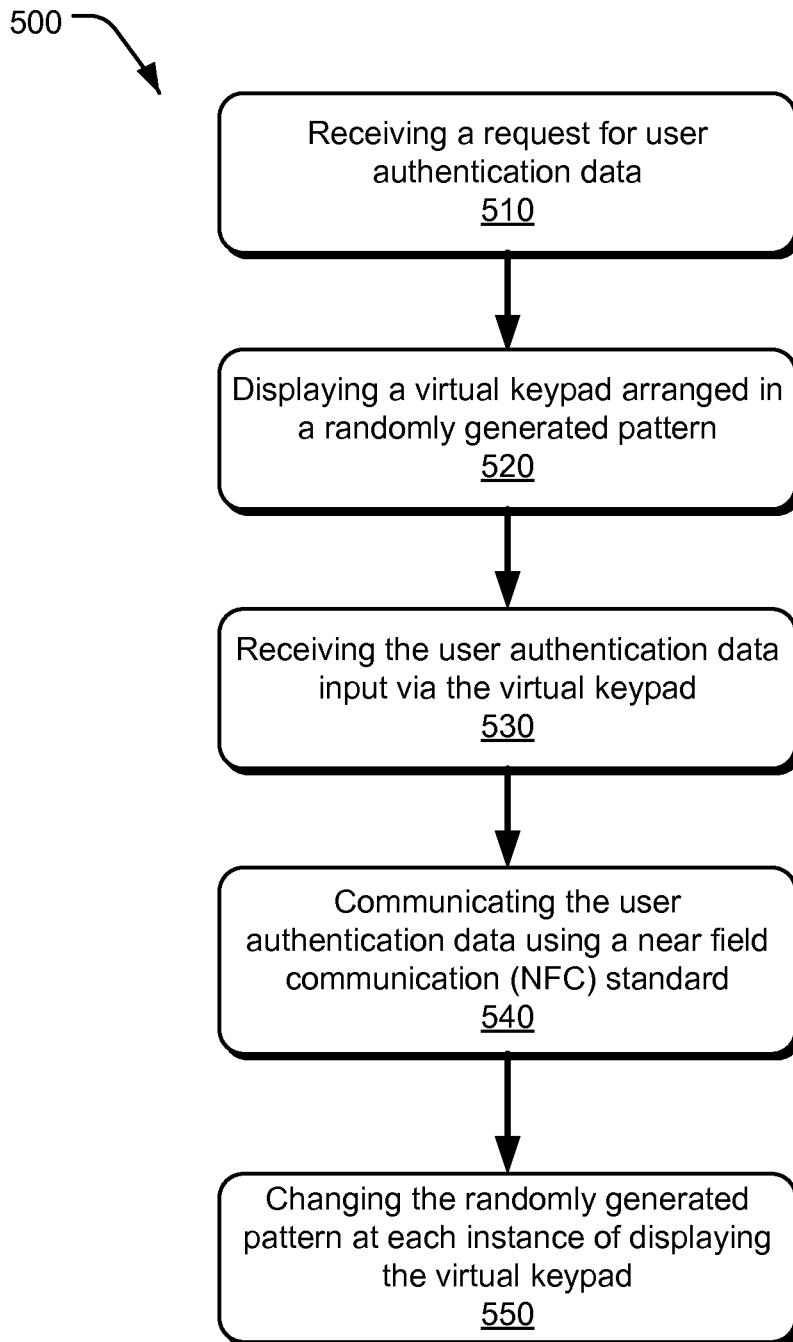 500
Receiving a request for user
authentication data
510
Displaying a virtual keypad arranged in
a randomly generated pattern
520
Receiving the user authentication data
input via the virtual keypad
530
Communicating the user
authentication data using a near field
communication (NFC) standard
540
Changing the randomly generated
pattern at each instance of displaying
the virtual keypad
550